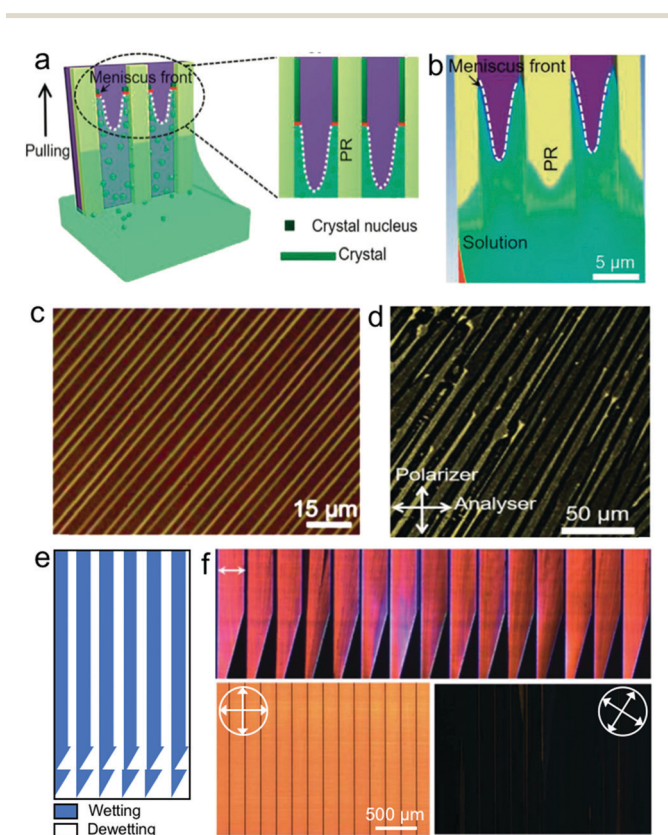 a
Meniscus front
Pulling
PR
Crystal nucleus
Crystal
b
Meniscus front
PR
Solution
5 µm
c
15 µm
d
Polarizer
Analyser
50 µm
e
Wetting
Dewetting
f
500 µm